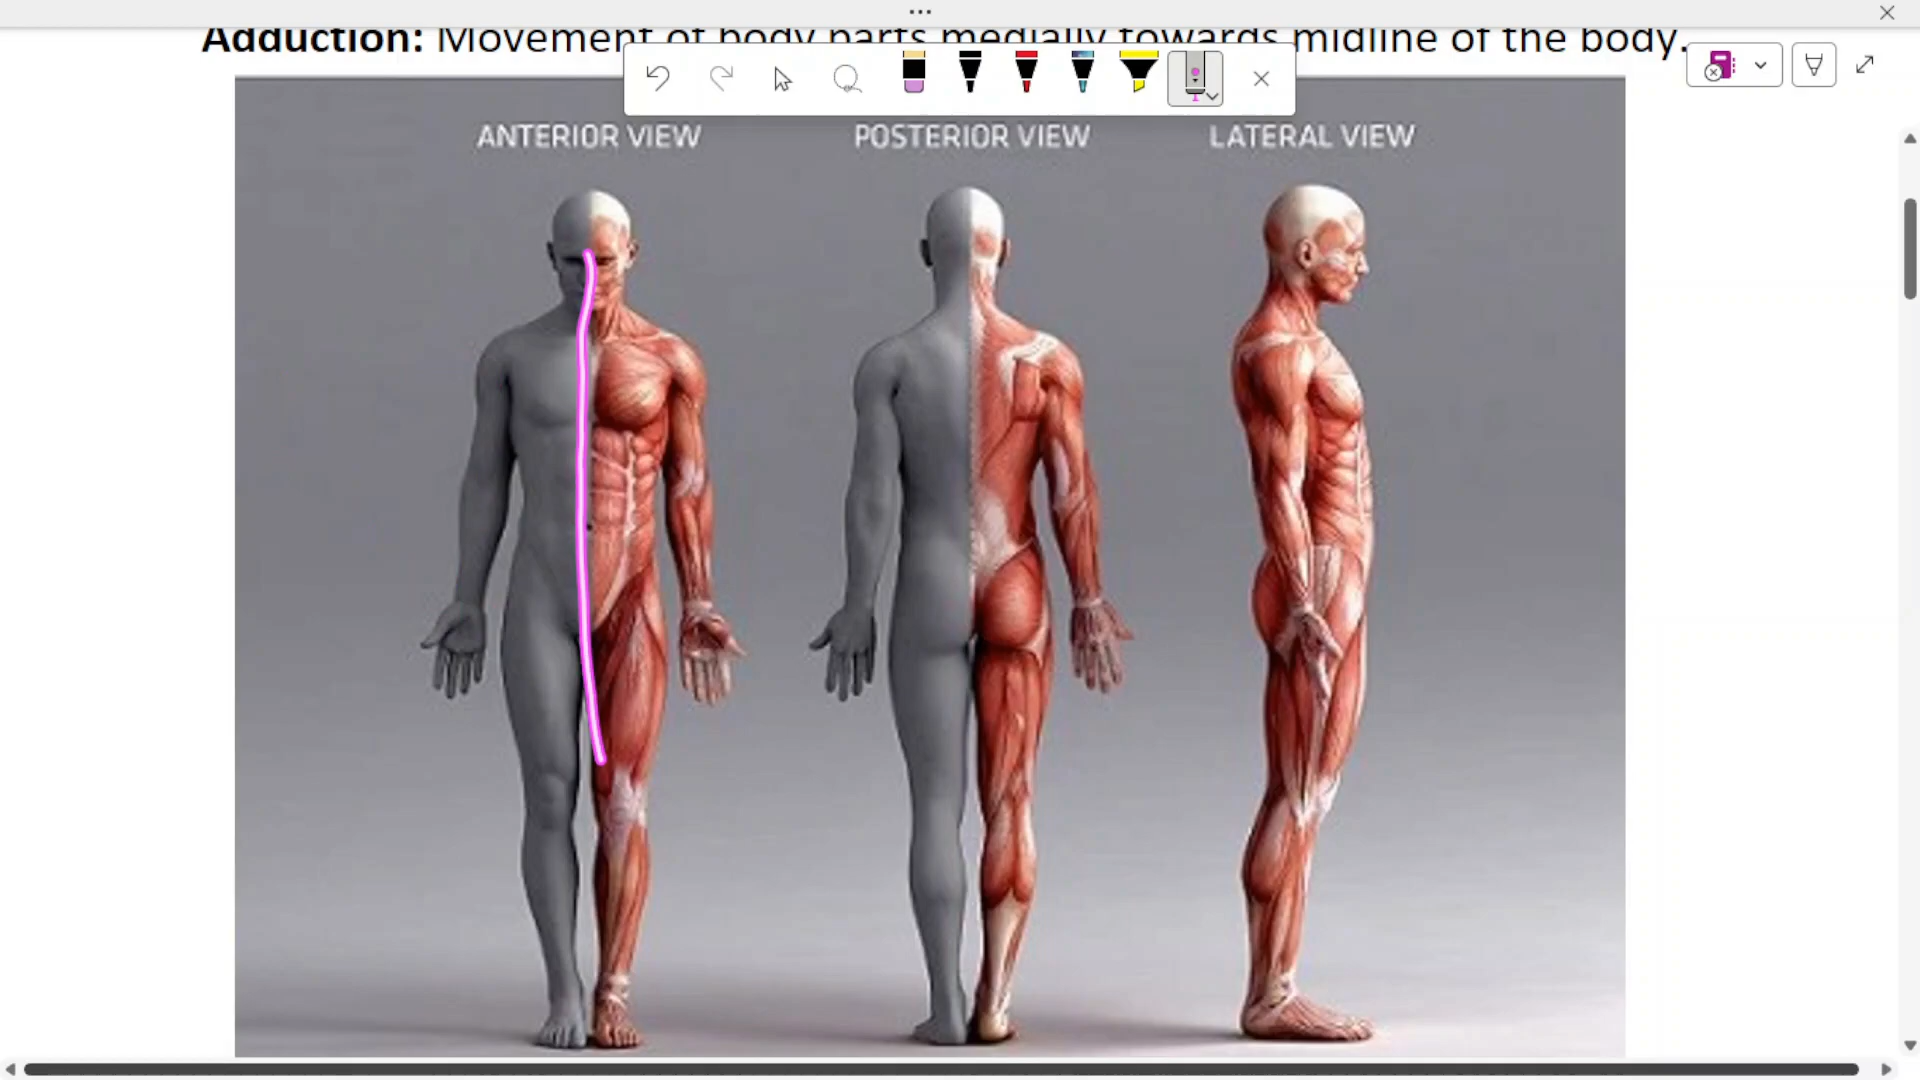 Adduction: Movement of body parts medially towards midline of the body.
ANTERIOR VIEW POSTERIOR VIEW LATERAL VIEW